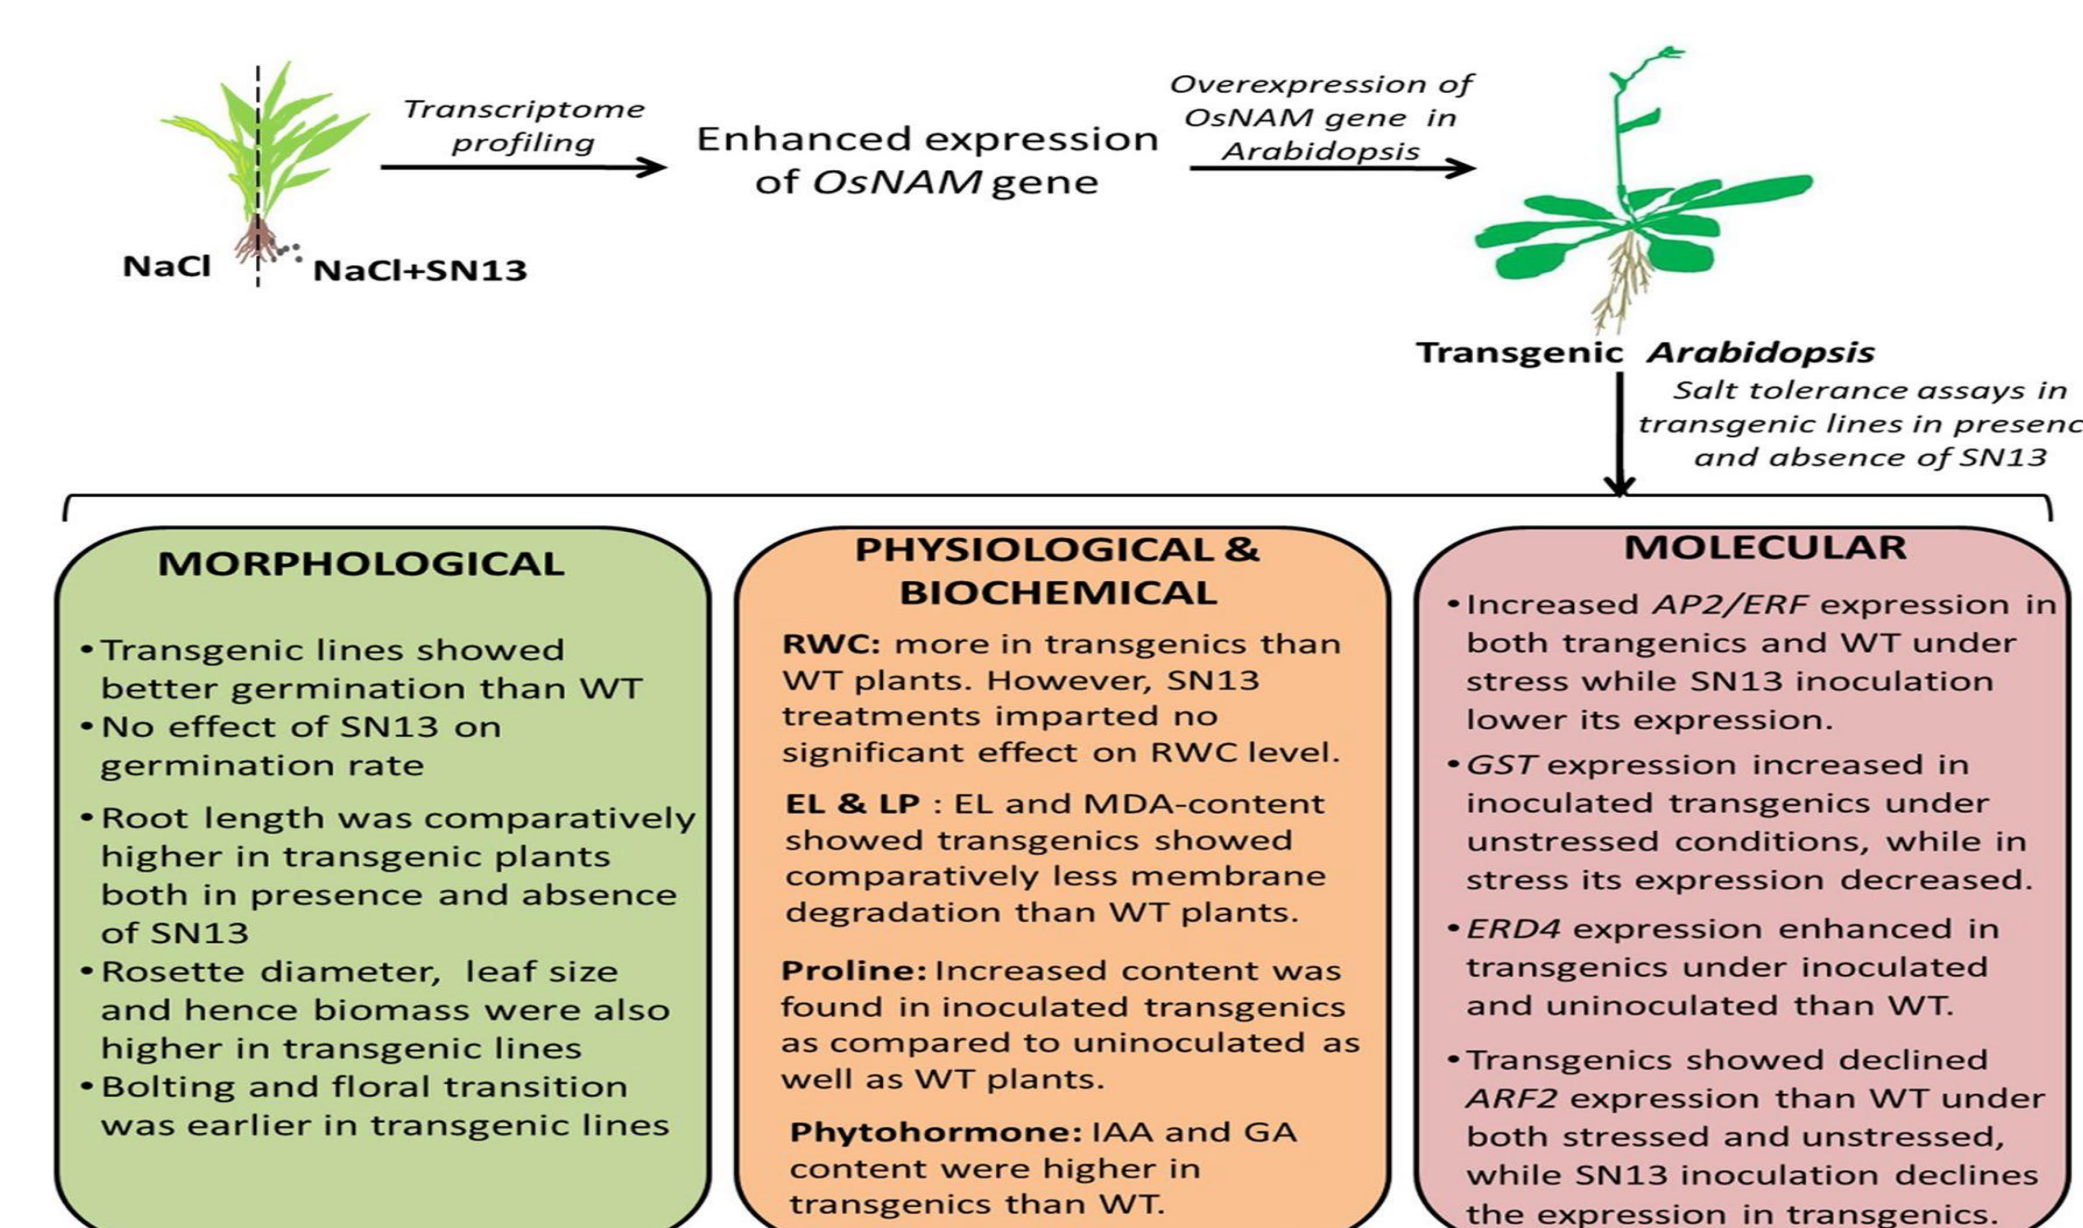 Transcriptome
profiling
Enhanced expression
of OsNAM gene
Overexpression of
OsNAM gene in
Arabidopsis
NaCl
NaCl+SN13
Transgenic Arabidopsis
Salt tolerance assays in
transgenic lines in presenc
and absence of SN13
MORPHOLOGICAL
•Transgenic lines showed
better germination than WT
•No effect of SN13 on
germination rate
•Root length was comparatively
higher in transgenic plants
both in presence and absence
of SN13
•Rosette diameter, leaf size
and hence biomass were also
higher in transgenic lines
•Bolting and floral transition
was earlier in transgenic lines
PHYSIOLOGICAL &
BIOCHEMICAL
RWC: more in transgenics than
WT plants. However, SN13
treatments imparted no
significant effect on RWC level.
EL & LP : EL and MDA-content
showed transgenics showed
comparatively less membrane
degradation than WT plants.
Proline: Increased content was
found in inoculated transgenics
as compared to uninoculated as
well as WT plants.
Phytohormone: IAA and GA
content were higher in
transgenics than WT.
MOLECULAR
•Increased AP2/ERF expression in
both trangenics and WT under
stress while SN13 inoculation
lower its expression.
•GST expression increased in
inoculated transgenics under
unstressed conditions, while in
stress its expression decreased.
•ERD4 expression enhanced in
transgenics under inoculated
and uninoculated than WT.
•Transgenics showed declined
ARF2 expression than WT under
both stressed and unstressed,
while SN13 inoculation declines
the expression in transgenics.